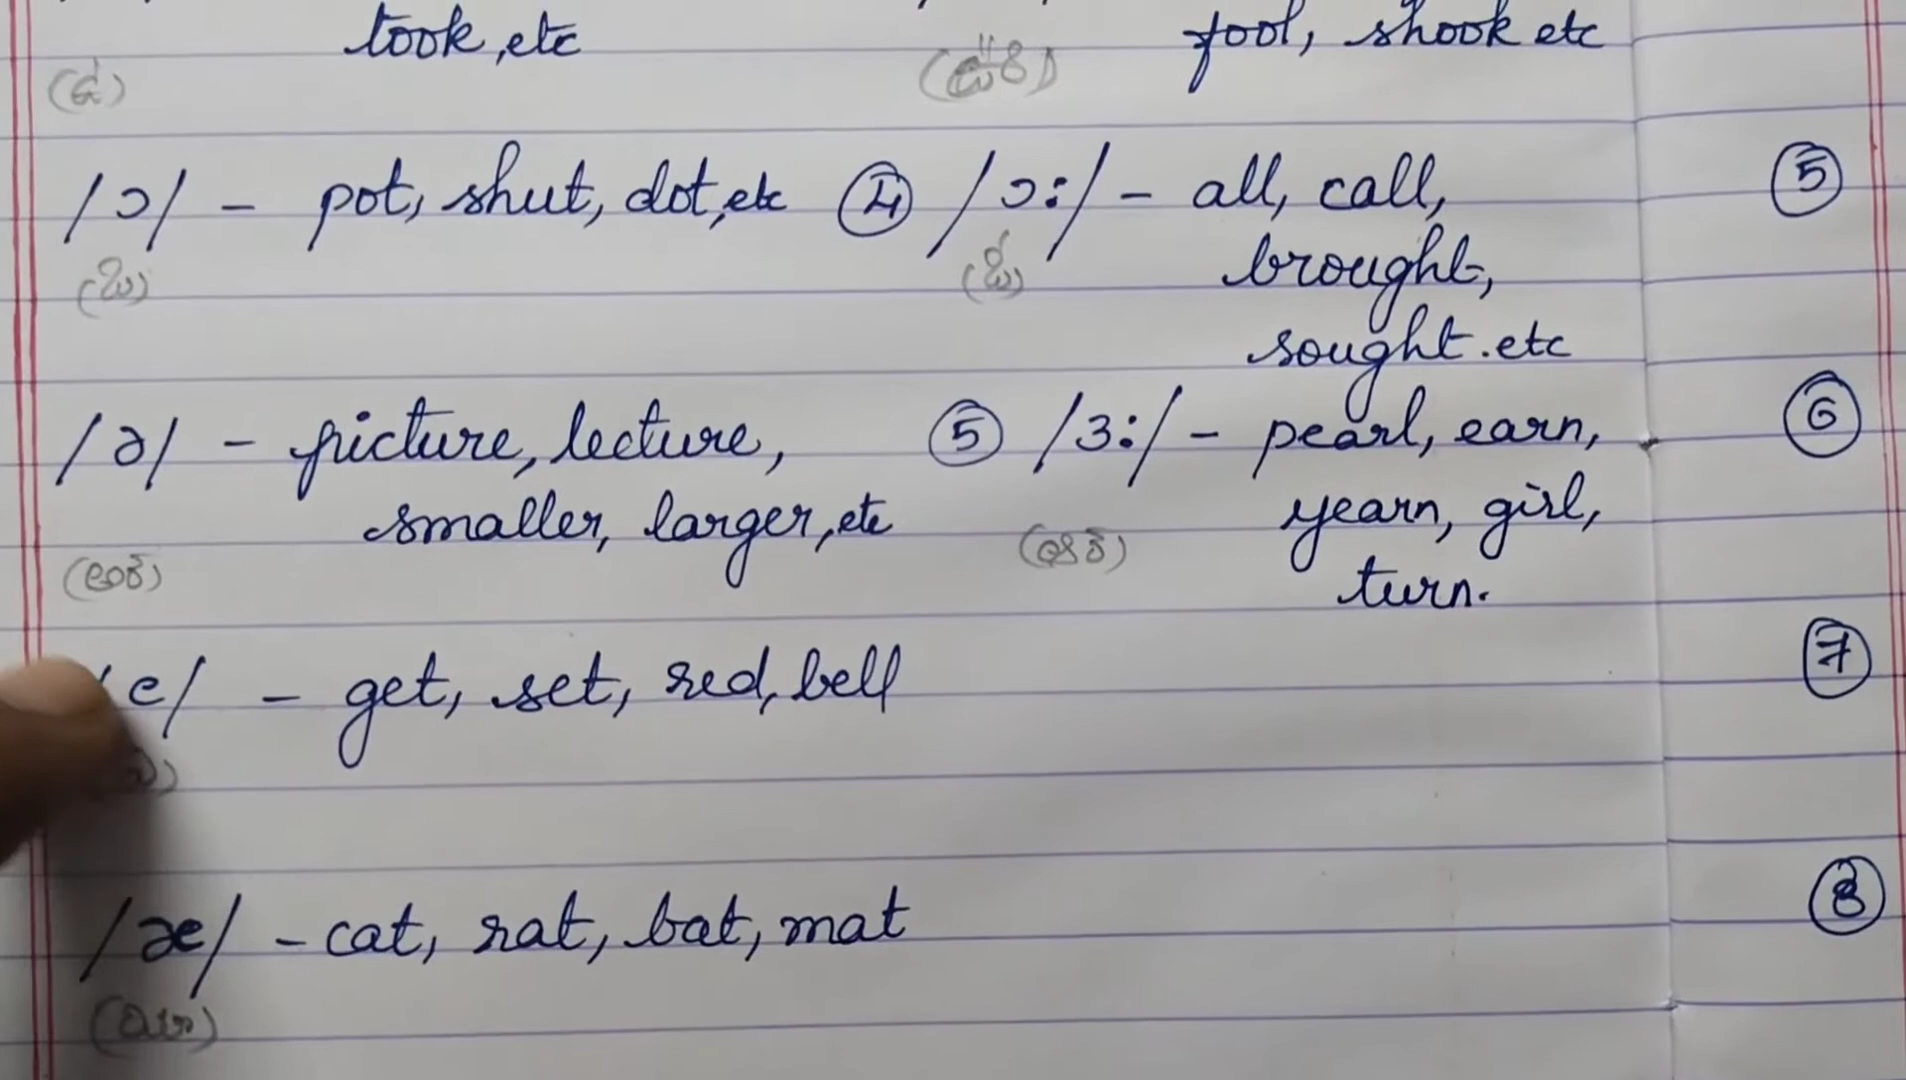 took, etc
fool, shook etc
/ɔ/ - pot, shut, dot, etc
④ /ɔ:/ - all, call,
brought,
sought. etc
⑤
/ə/ - picture, lecture,
smaller, larger, etc
⑤ /3:/ - pearl, earn,
yearn, girl,
turn.
⑥
e/ - get, set, red, bell
⑦
/æ/ - cat, rat, bat, mat
⑧